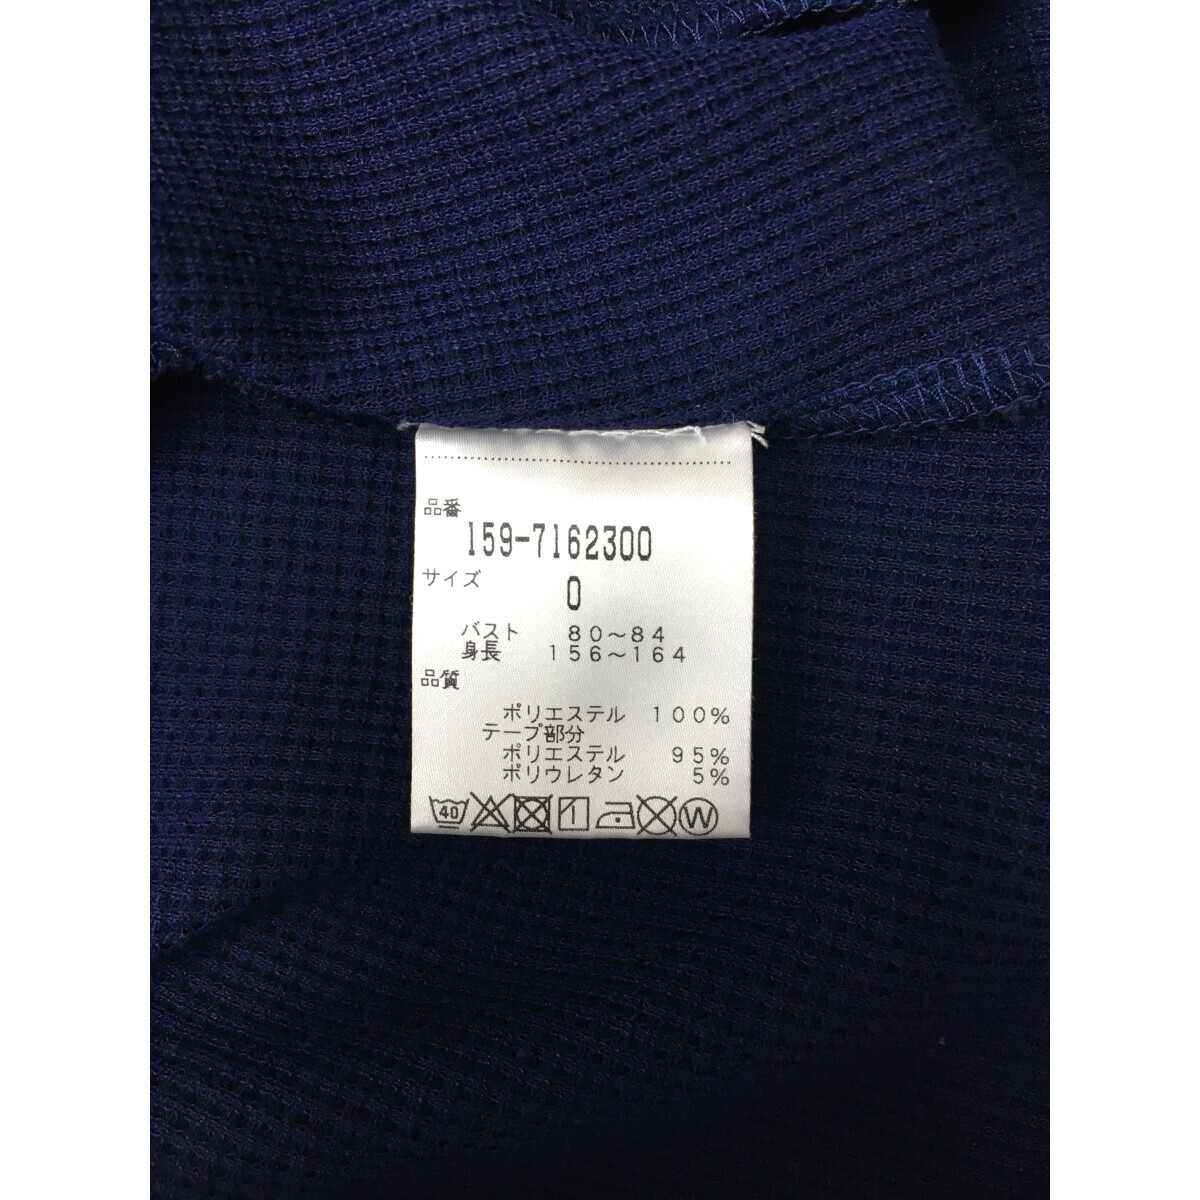 品番
159-7162300
サイズ
0
バスト 80～84
身長 156～164
品質
ポリエステル 100%
テープ部分
ポリエステル 95%
ポリウレタン 5%
40 W